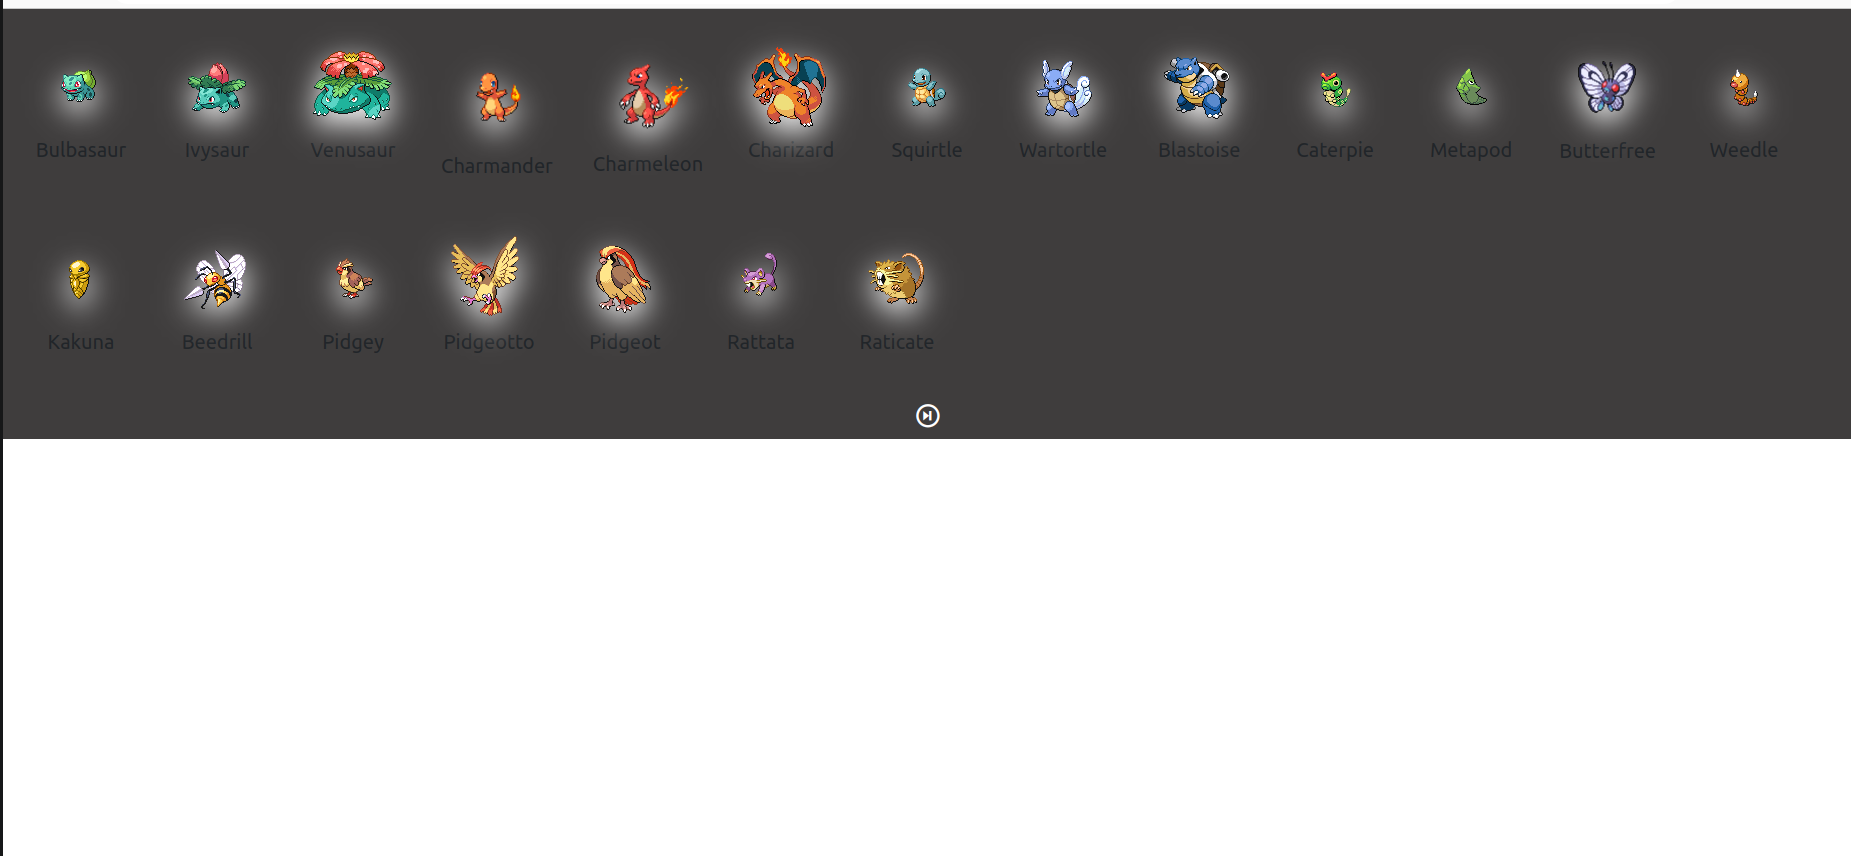 Bulbasaur Ivysaur Venusaur Charmander Charmeleon Charizard Squirtle Wartortle Blastoise Caterpie Metapod Butterfree Weedle
Kakuna Beedrill Pidgey Pidgeotto Pidgeot Rattata Raticate